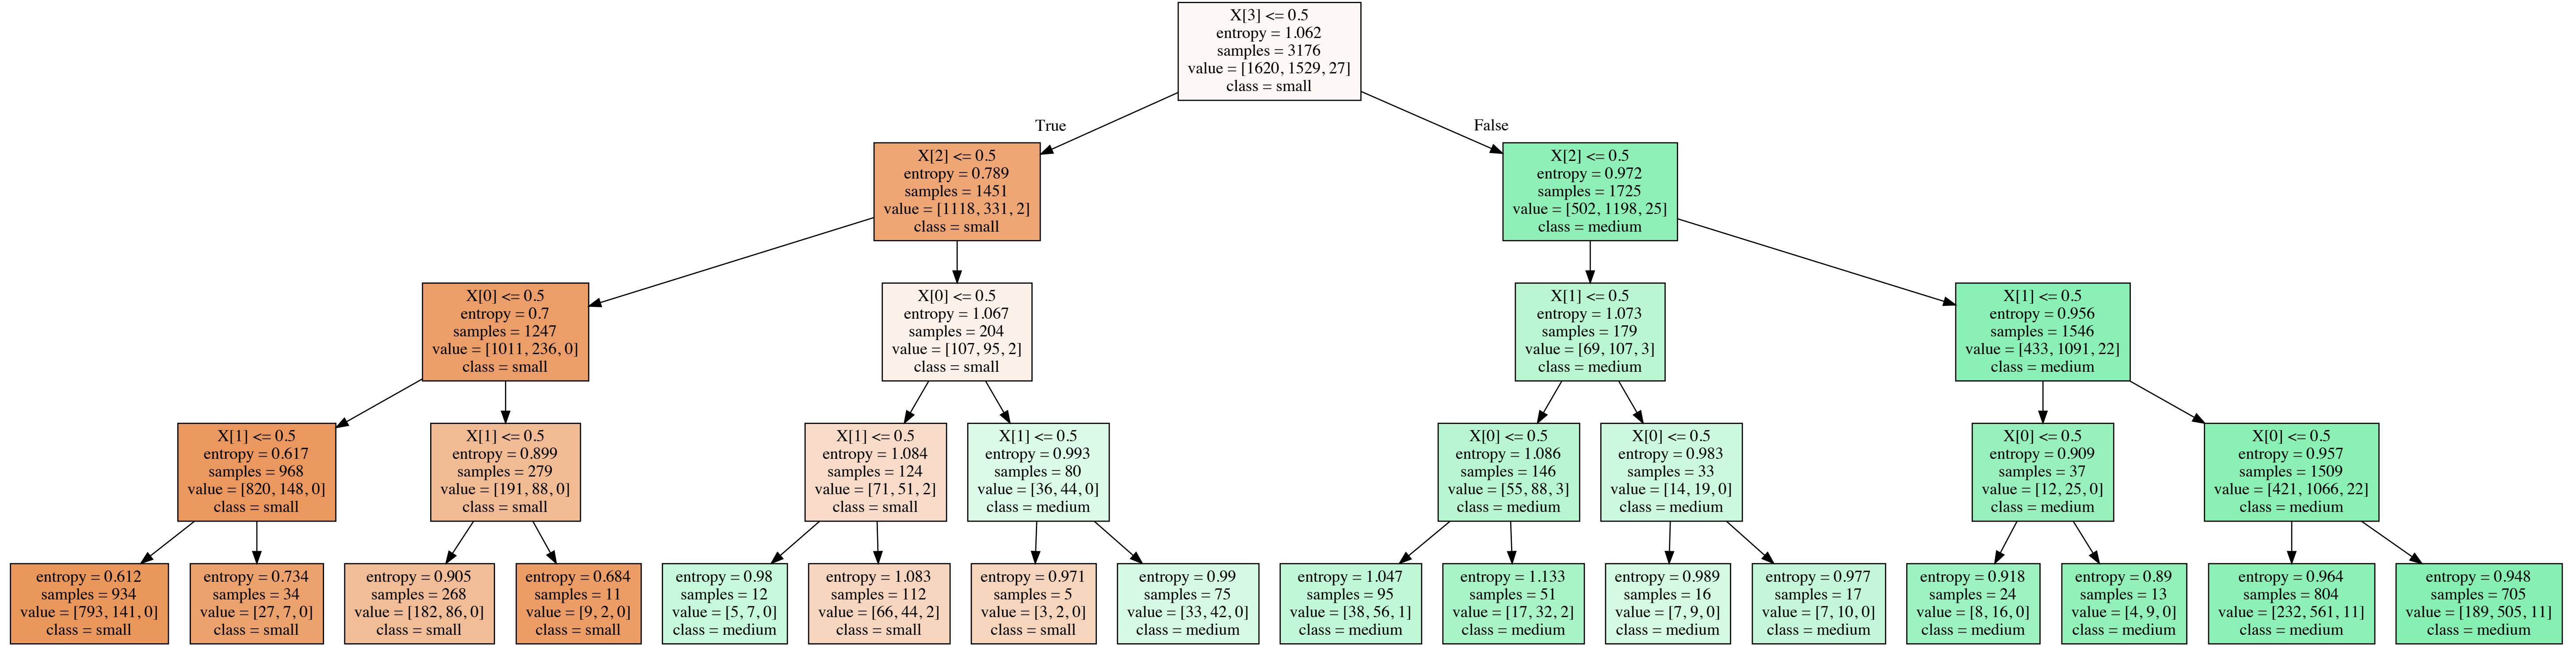 X[3] <= 0.5
entropy = 1.062
samples = 3176
value = [1620, 1529, 27]
class = small
True
False
X[2] <= 0.5
entropy = 0.789
samples = 1451
value = [1118, 331, 2]
class = small
X[2] <= 0.5
entropy = 0.972
samples = 1725
value = [502, 1198, 25]
class = medium
X[0] <= 0.5
entropy = 0.7
samples = 1247
value = [1011, 236, 0]
class = small
X[0] <= 0.5
entropy = 1.067
samples = 204
value = [107, 95, 2]
class = small
X[1] <= 0.5
entropy = 1.073
samples = 179
value = [69, 107, 3]
class = medium
X[1] <= 0.5
entropy = 0.956
samples = 1546
value = [433, 1091, 22]
class = medium
X[1] <= 0.5
entropy = 0.617
samples = 968
value = [820, 148, 0]
class = small
X[1] <= 0.5
entropy = 0.899
samples = 279
value = [191, 88, 0]
class = small
X[1] <= 0.5
entropy = 1.084
samples = 124
value = [71, 51, 2]
class = small
X[1] <= 0.5
entropy = 0.993
samples = 80
value = [36, 44, 0]
class = medium
X[0] <= 0.5
entropy = 1.086
samples = 146
value = [55, 88, 3]
class = medium
X[0] <= 0.5
entropy = 0.983
samples = 33
value = [14, 19, 0]
class = medium
X[0] <= 0.5
entropy = 0.909
samples = 37
value = [12, 25, 0]
class = medium
X[0] <= 0.5
entropy = 0.957
samples = 1509
value = [421, 1066, 22]
class = medium
entropy = 0.612
samples = 934
value = [793, 141, 0]
class = small
entropy = 0.734
samples = 34
value = [27, 7, 0]
class = small
entropy = 0.905
samples = 268
value = [182, 86, 0]
class = small
entropy = 0.684
samples = 11
value = [9, 2, 0]
class = small
entropy = 0.98
samples = 12
value = [5, 7, 0]
class = medium
entropy = 1.083
samples = 112
value = [66, 44, 2]
class = small
entropy = 0.971
samples = 5
value = [3, 2, 0]
class = small
entropy = 0.99
samples = 75
value = [33, 42, 0]
class = medium
entropy = 1.047
samples = 95
value = [38, 56, 1]
class = medium
entropy = 1.133
samples = 51
value = [17, 32, 2]
class = medium
entropy = 0.989
samples = 16
value = [7, 9, 0]
class = medium
entropy = 0.977
samples = 17
value = [7, 10, 0]
class = medium
entropy = 0.918
samples = 24
value = [8, 16, 0]
class = medium
entropy = 0.89
samples = 13
value = [4, 9, 0]
class = medium
entropy = 0.964
samples = 804
value = [232, 561, 11]
class = medium
entropy = 0.948
samples = 705
value = [189, 505, 11]
class = medium